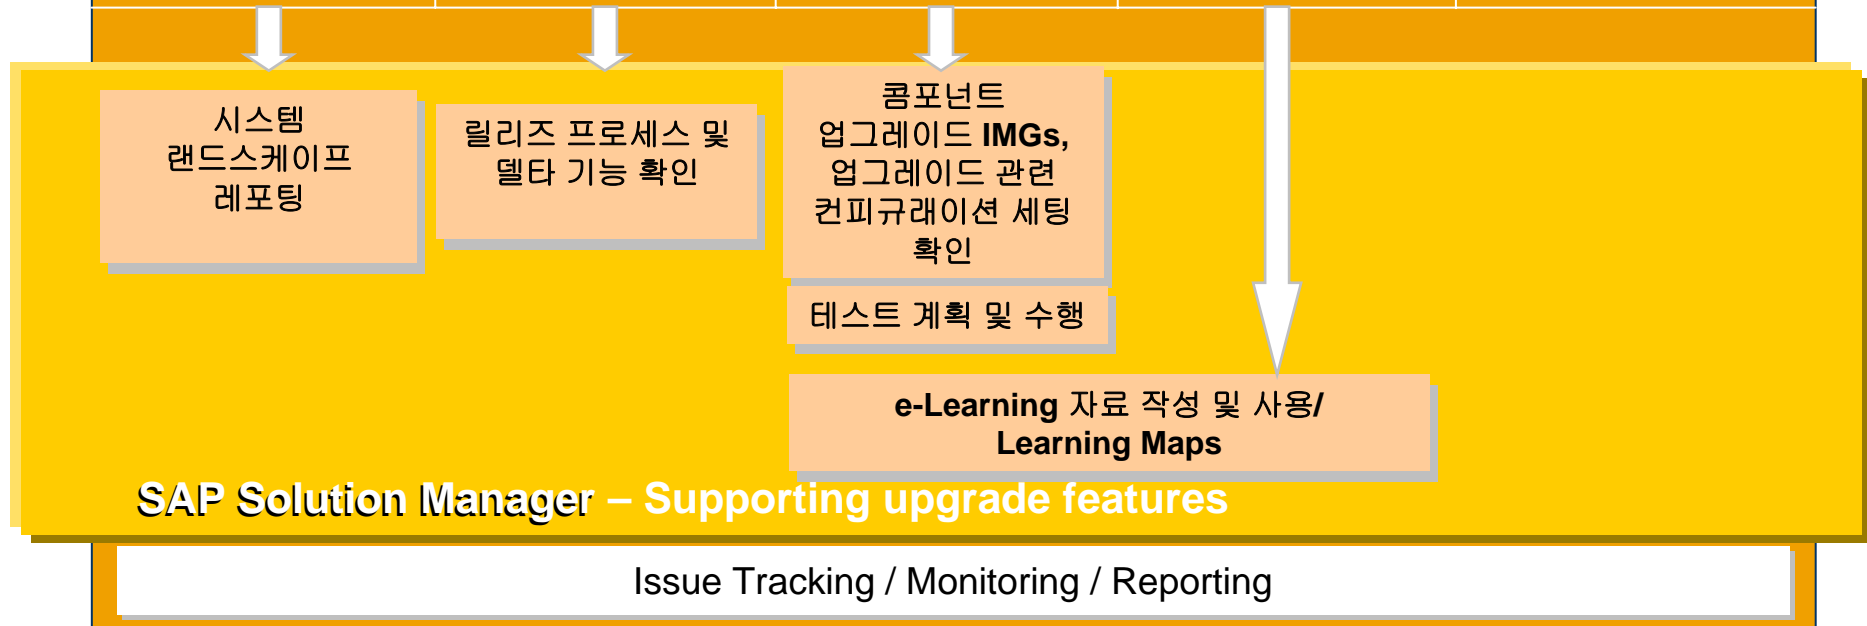 시스템
랜드스케이프
레포팅
릴리즈 프로세스 및
델타 기능 확인
콤포넌트
업그레이드 IMGs,
업그레이드 관련
컨피규래이션 세팅
확인
테스트 계획 및 수행
e-Learning 자료 작성 및 사용/
Learning Maps
SAP Solution Manager – Supporting upgrade features
Issue Tracking / Monitoring / Reporting